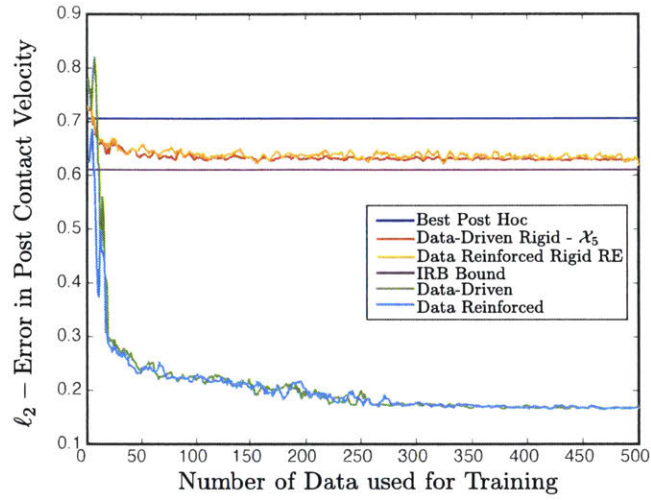 0.9
0.8
0.7
0.6
0.5
0.4
0.3
0.2
0.1
ℓ₂ – Error in Post Contact Velocity
Best Post Hoc
Data-Driven Rigid - 𝒳₅
Data Reinforced Rigid RE
IRB Bound
Data-Driven
Data Reinforced
0 50 100 150 200 250 300 350 400 450 500
Number of Data used for Training